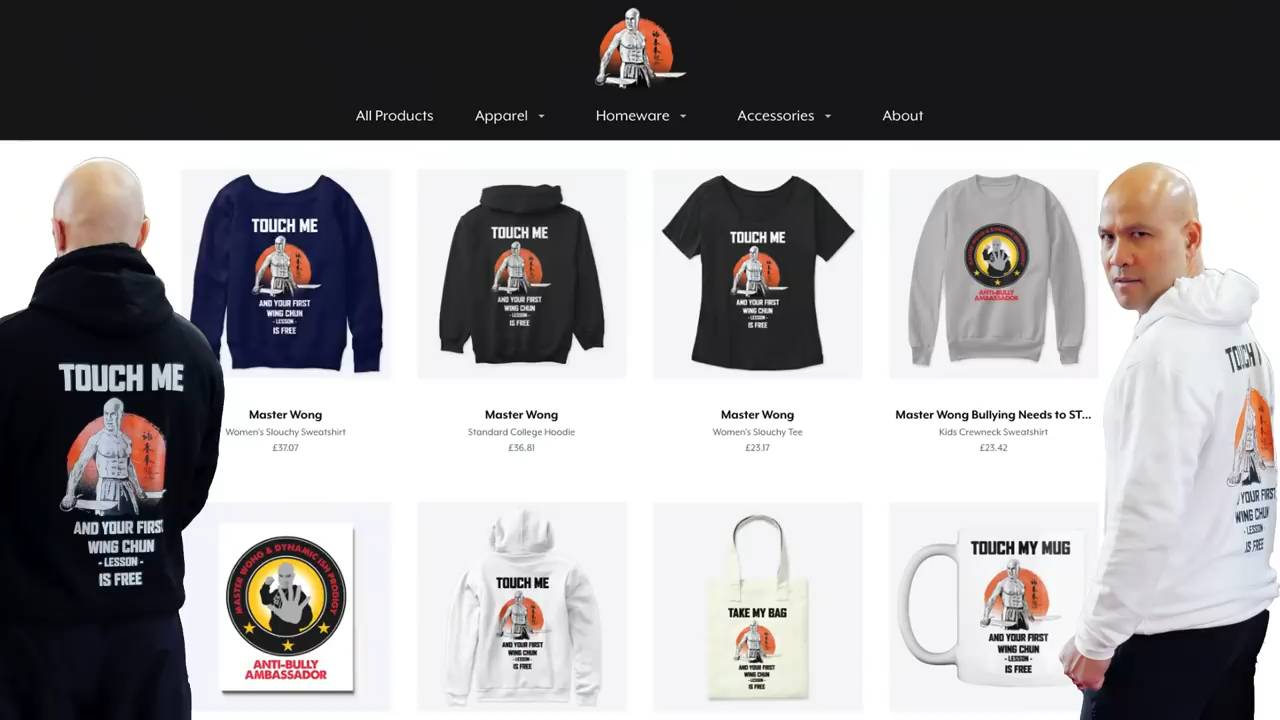 All Products
Apparel
Homeware
Accessories
About
TOUCH ME
AND YOUR FIRST
WING CHUN
- LESSON -
IS FREE
TOUCH ME
AND YOUR FIRST
WING CHUN
- LESSON -
IS FREE
TOUCH ME
AND YOUR FIRST
WING CHUN
- LESSON -
IS FREE
ANTI-BULLY
AMBASSADOR
Master Wong
Women's Slouchy Sweatshirt
£37.07
Master Wong
Standard College Hoodie
£36.81
Master Wong
Women's Slouchy Tee
£23.17
Master Wong Bullying Needs to ST...
Kids Crewneck Sweatshirt
£23.42
TOUCH ME
詠春拳
AND YOUR FIRST
WING CHUN
- LESSON -
IS FREE
TOUCH
YOUR FIRST
WING CHUN
- LESSON -
IS FREE
MASTER WONG & DYNAMIC ISH PRODIGY
ANTI-BULLY
AMBASSADOR
TOUCH ME
AND YOUR FIRST
WING CHUN
- LESSON -
IS FREE
TAKE MY BAG
AND YOUR FIRST
WING CHUN
- LESSON -
IS FREE
TOUCH MY MUG
AND YOUR FIRST
WING CHUN
- LESSON -
IS FREE